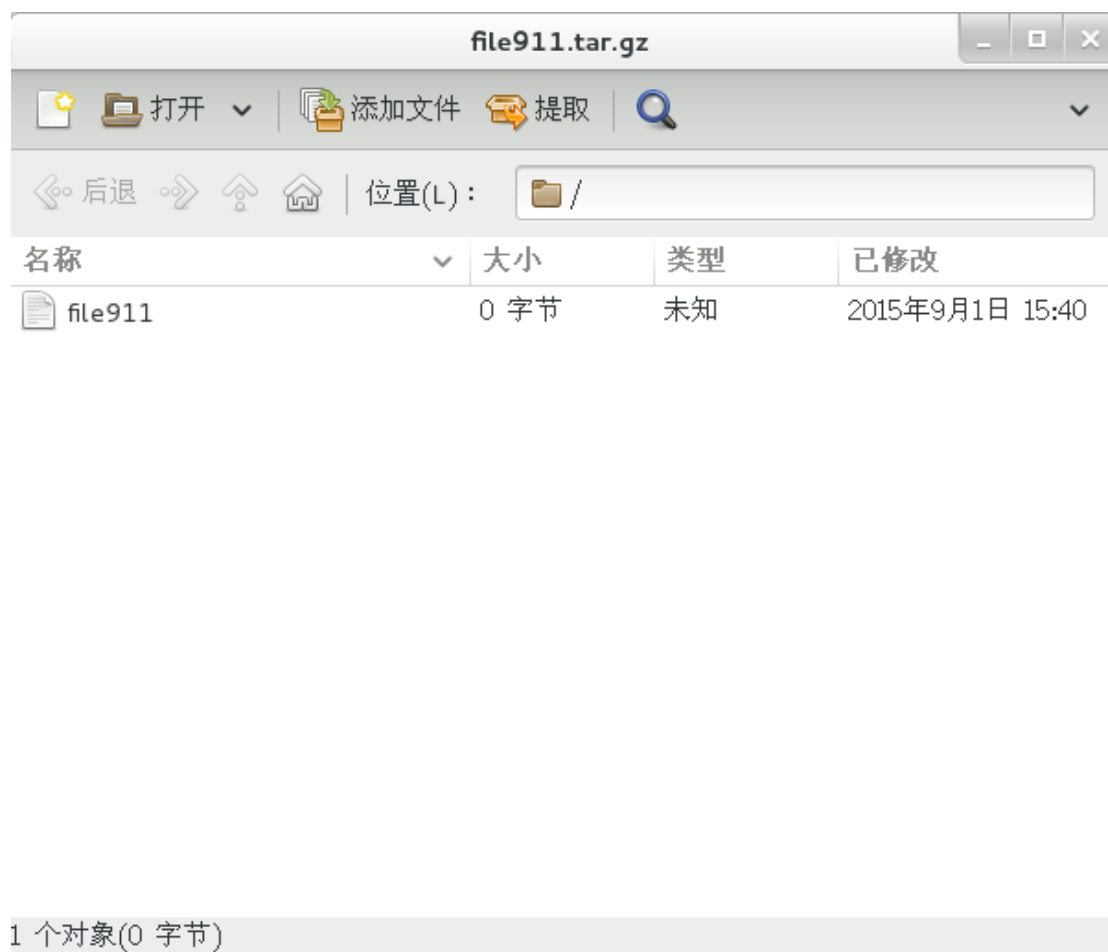 file911.tar.gz
打开 添加文件 提取
后退 位置(L)： /
名称 大小 类型 已修改
file911 0 字节 未知 2015年9月1日 15:40
1 个对象(0 字节)